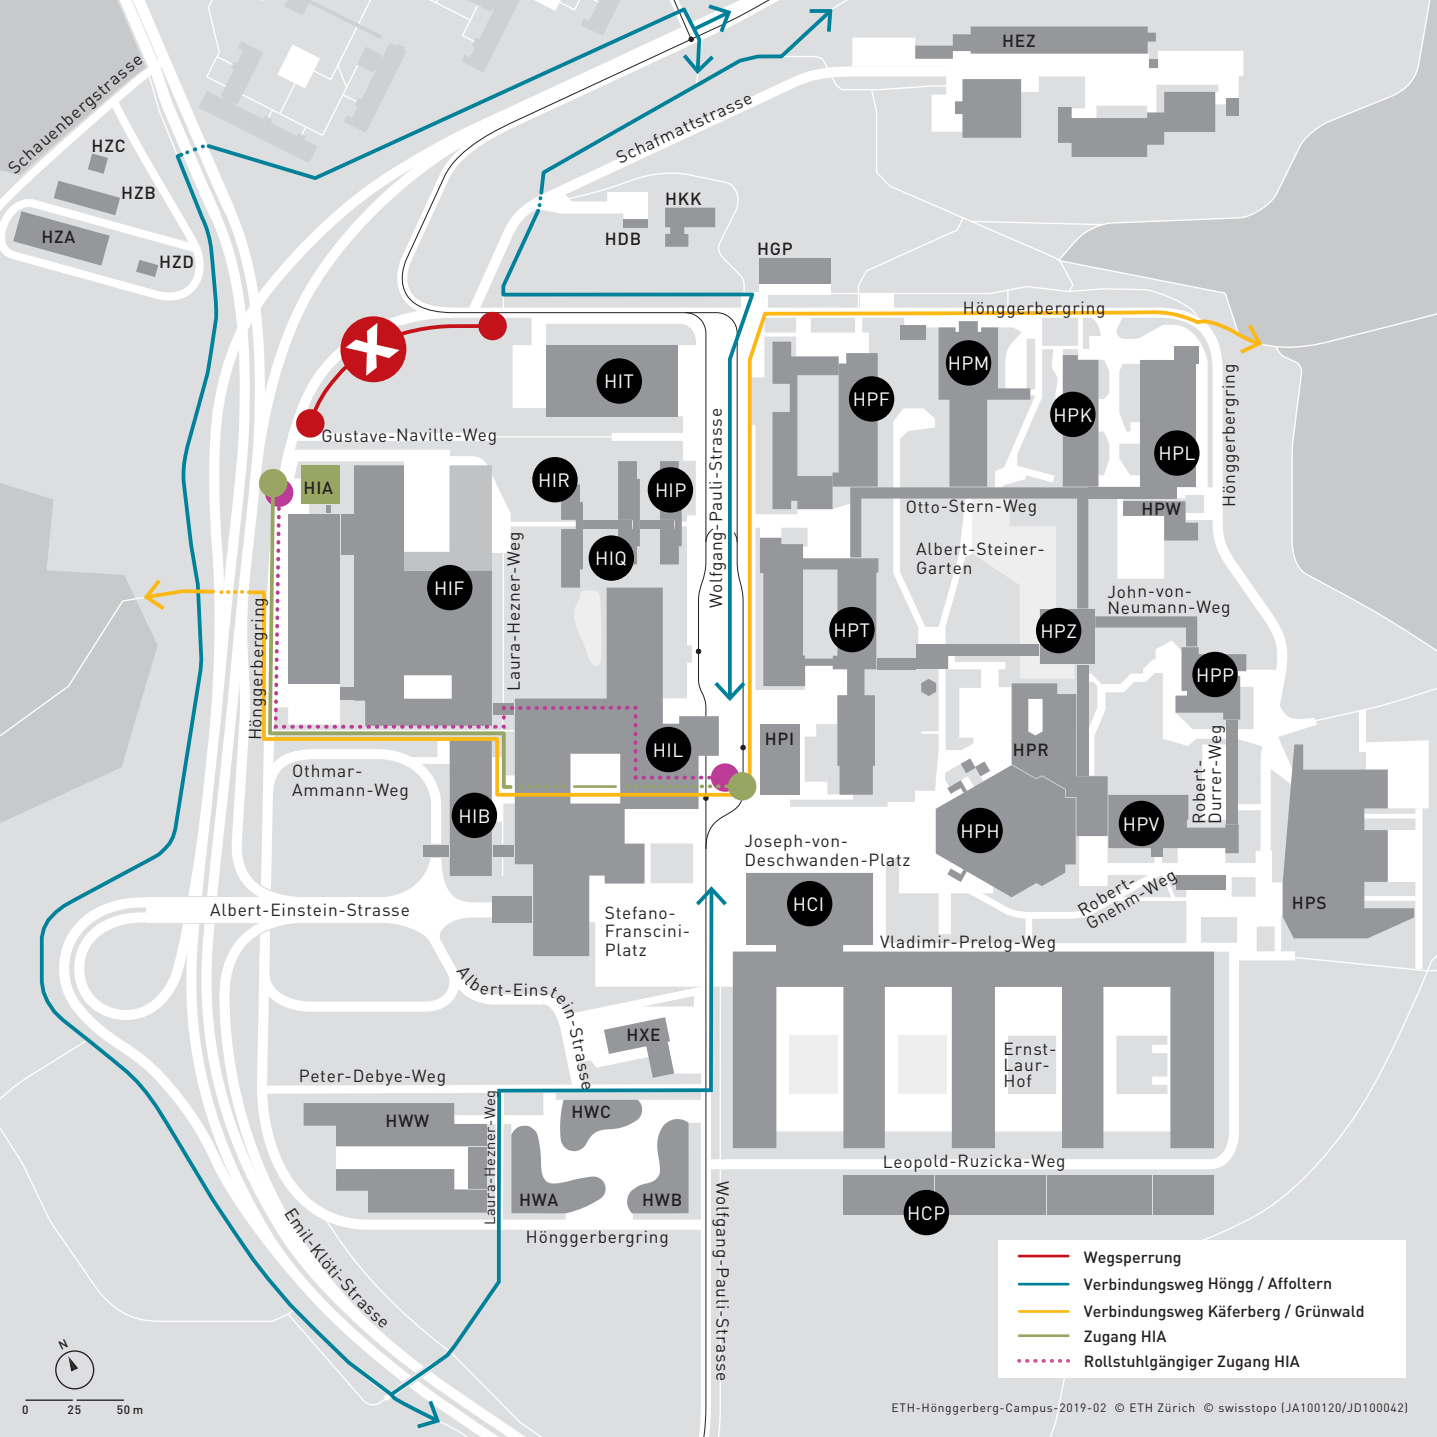 HEZ
Schauenbergstrasse
Schafmattstrasse
HZC
HZB
HZA
HZD
HKK
HDB
HGP
Hönggerbergring
HIT
HPM
HPF
HPK
HPL
Hönggerbergring
Gustave-Naville-Weg
Wolfgang-Pauli-Strasse
HIA
HIR
HIP
HIQ
HIF
Laura-Hezner-Weg
Otto-Stern-Weg
HPW
Albert-Steiner-
Garten
John-von-
Neumann-Weg
Hönggerbergring
HPT
HPZ
HPP
HIL
HPI
HPR
Robert-
Durrer-Weg
Othmar-
Ammann-Weg
HIB
HPH
HPV
Joseph-von-
Deschwanden-Platz
Robert-
Gnehm-Weg
HCI
HPS
Albert-Einstein-Strasse
Stefano-
Franscini-
Platz
Vladimir-Prelog-Weg
Albert-Einstein-Strasse
HXE
Ernst-
Laur-
Hof
Peter-Debye-Weg
HWW
HWC
Laura-Hezner-Weg
HWA
HWB
Leopold-Ruzicka-Weg
HCP
Hönggerbergring
Emil-Klöti-Strasse
Wolfgang-Pauli-Strasse
Wegsperrung
Verbindungsweg Höngg / Affoltern
Verbindungsweg Käferberg / Grünwald
Zugang HIA
Rollstuhlgängiger Zugang HIA
N
0 25 50 m
ETH-Hönggerberg-Campus-2019-02 © ETH Zürich © swisstopo (JA100120/JD100042)